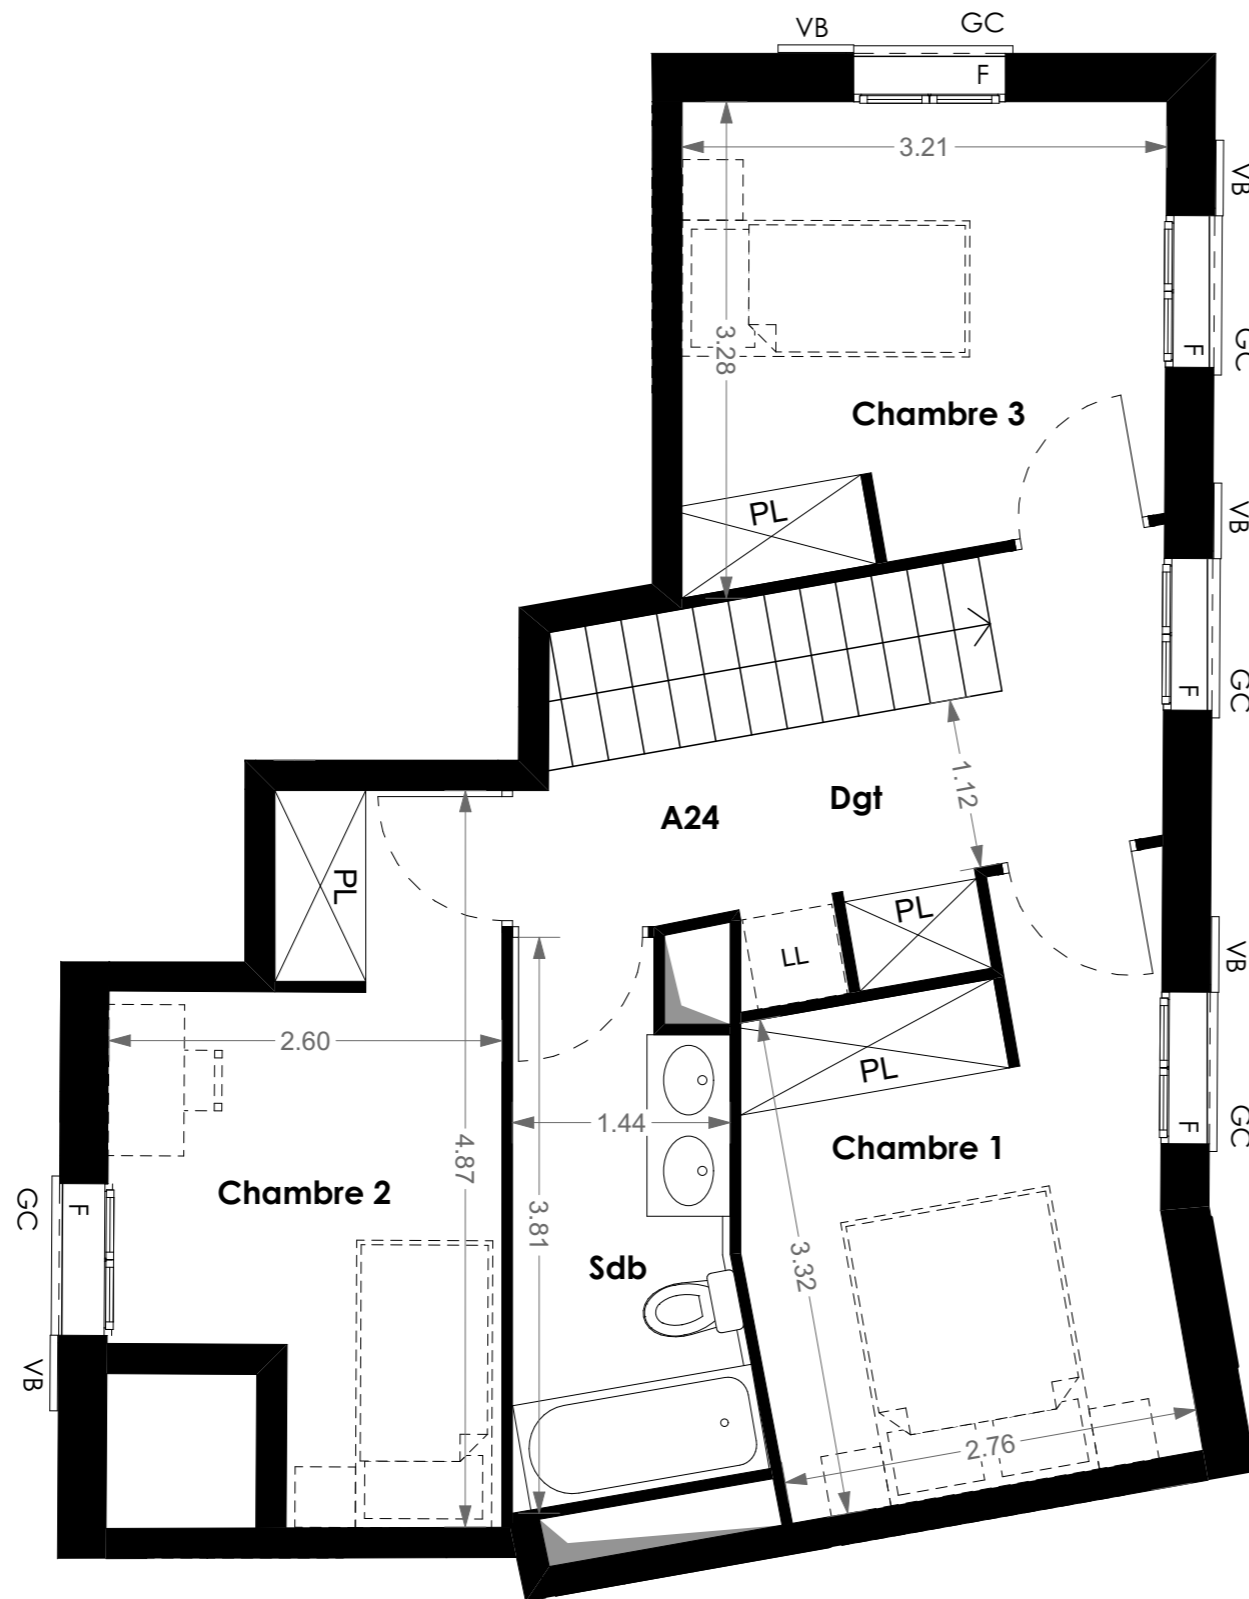 VB
GC
F
3.21
VB
3.28
F
GC
Chambre 3
PL
VB
F
GC
1.12
Dgt
A24
PL
PL
LL
VB
2.60
PL
1.44
F
GC
4.87
Chambre 1
Chambre 2
GC
F
3.81
3.32
Sdb
VB
2.76